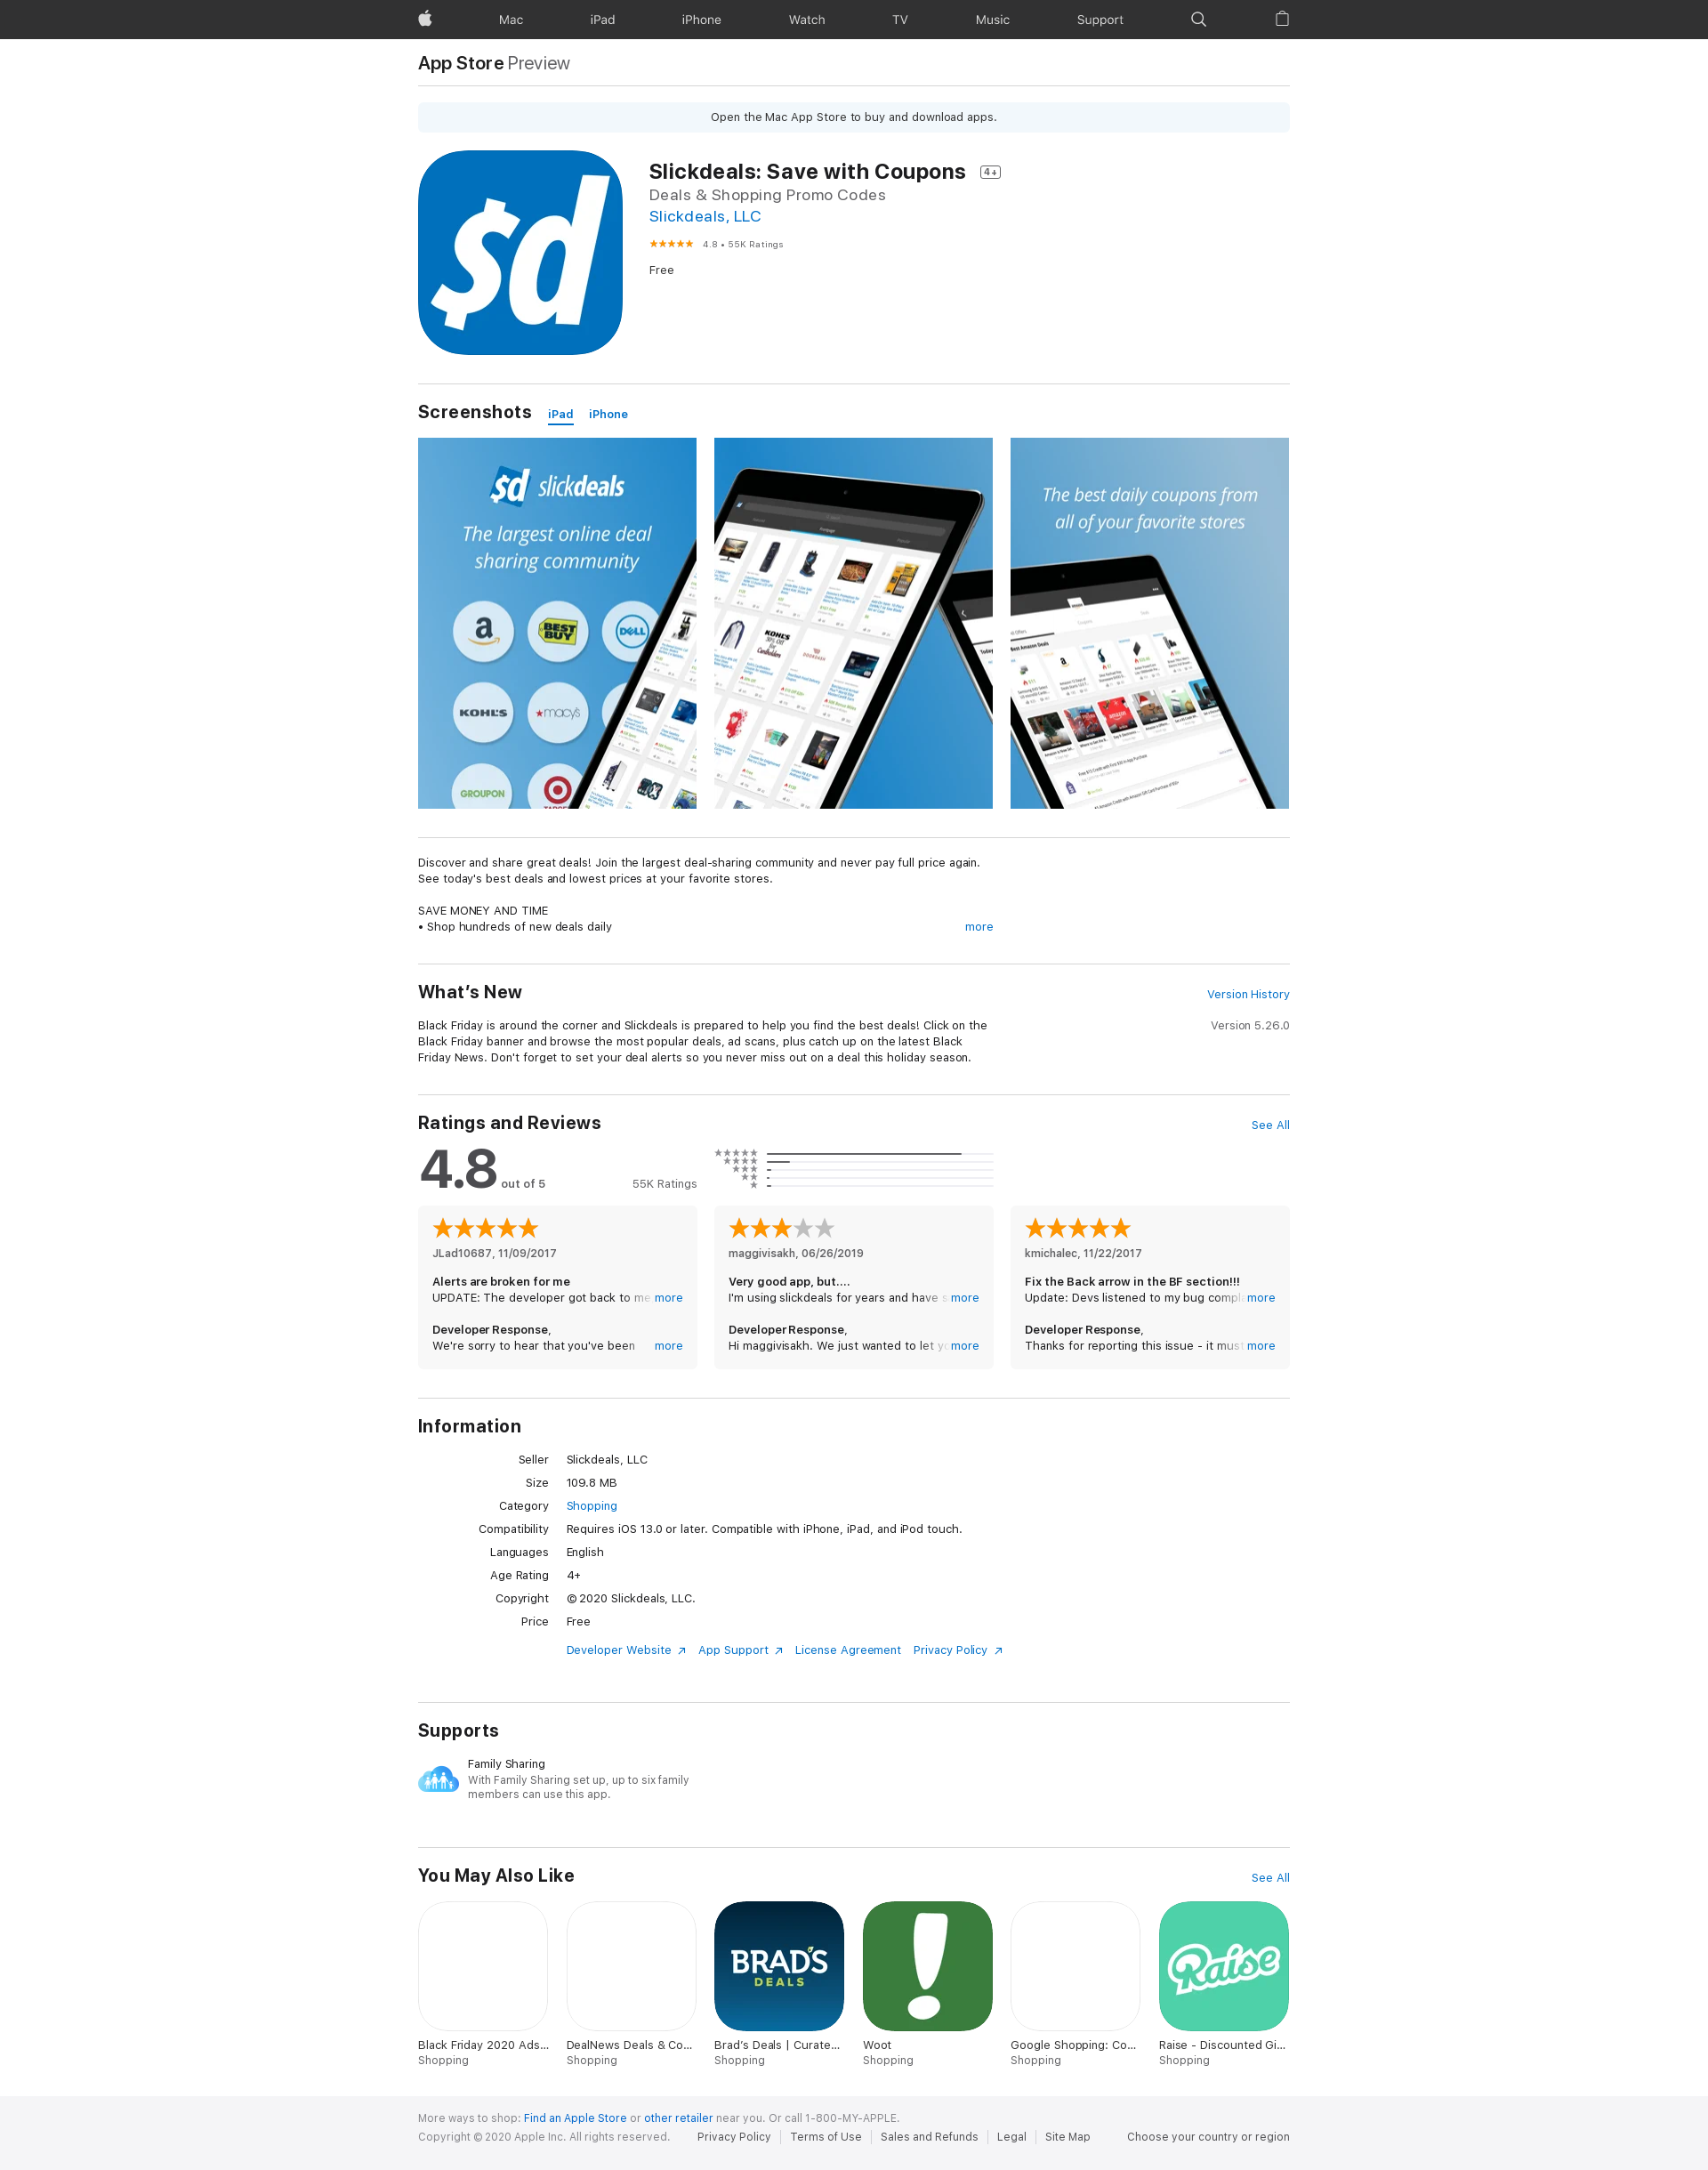 Mac
iPad
iPhone
Watch
TV
Music
Support
App Store Preview
Open the Mac App Store to buy and download apps.
$d
Slickdeals: Save with Coupons 4+
Deals & Shopping Promo Codes
Slickdeals, LLC
4.8 • 55K Ratings
Free
Screenshots iPad iPhone
$d slickdeals
The largest online deal
sharing community
a
BEST BUY
DELL
KOHL'S
macy's
GROUPON
The best daily coupons from
all of your favorite stores
Discover and share great deals! Join the largest deal-sharing community and never pay full price again.
See today's best deals and lowest prices at your favorite stores.
SAVE MONEY AND TIME
• Shop hundreds of new deals daily
more
What’s New
Version History
Black Friday is around the corner and Slickdeals is prepared to help you find the best deals! Click on the
Black Friday banner and browse the most popular deals, ad scans, plus catch up on the latest Black
Friday News. Don't forget to set your deal alerts so you never miss out on a deal this holiday season.
Version 5.26.0
Ratings and Reviews
See All
4.8 out of 5
55K Ratings
JLad10687, 11/09/2017
Alerts are broken for me
UPDATE: The developer got back to me more
Developer Response,
We're sorry to hear that you've been more
maggivisakh, 06/26/2019
Very good app, but....
I'm using slickdeals for years and have more
Developer Response,
Hi maggivisakh. We just wanted to let more
kmichalec, 11/22/2017
Fix the Back arrow in the BF section!!!
Update: Devs listened to my bug more
Developer Response,
Thanks for reporting this issue - it must more
Information
Seller Slickdeals, LLC
Size 109.8 MB
Category Shopping
Compatibility Requires iOS 13.0 or later. Compatible with iPhone, iPad, and iPod touch.
Languages English
Age Rating 4+
Copyright © 2020 Slickdeals, LLC.
Price Free
Developer Website App Support License Agreement Privacy Policy
Supports
Family Sharing
With Family Sharing set up, up to six family
members can use this app.
You May Also Like
See All
BRAD'S
DEALS
Raise
Black Friday 2020 Ads...
Shopping
DealNews Deals & Co...
Shopping
Brad’s Deals | Curate...
Shopping
Woot
Shopping
Google Shopping: Co...
Shopping
Raise - Discounted Gi...
Shopping
More ways to shop: Find an Apple Store or other retailer near you. Or call 1-800-MY-APPLE.
Copyright © 2020 Apple Inc. All rights reserved.
Privacy Policy
Terms of Use
Sales and Refunds
Legal
Site Map
Choose your country or region